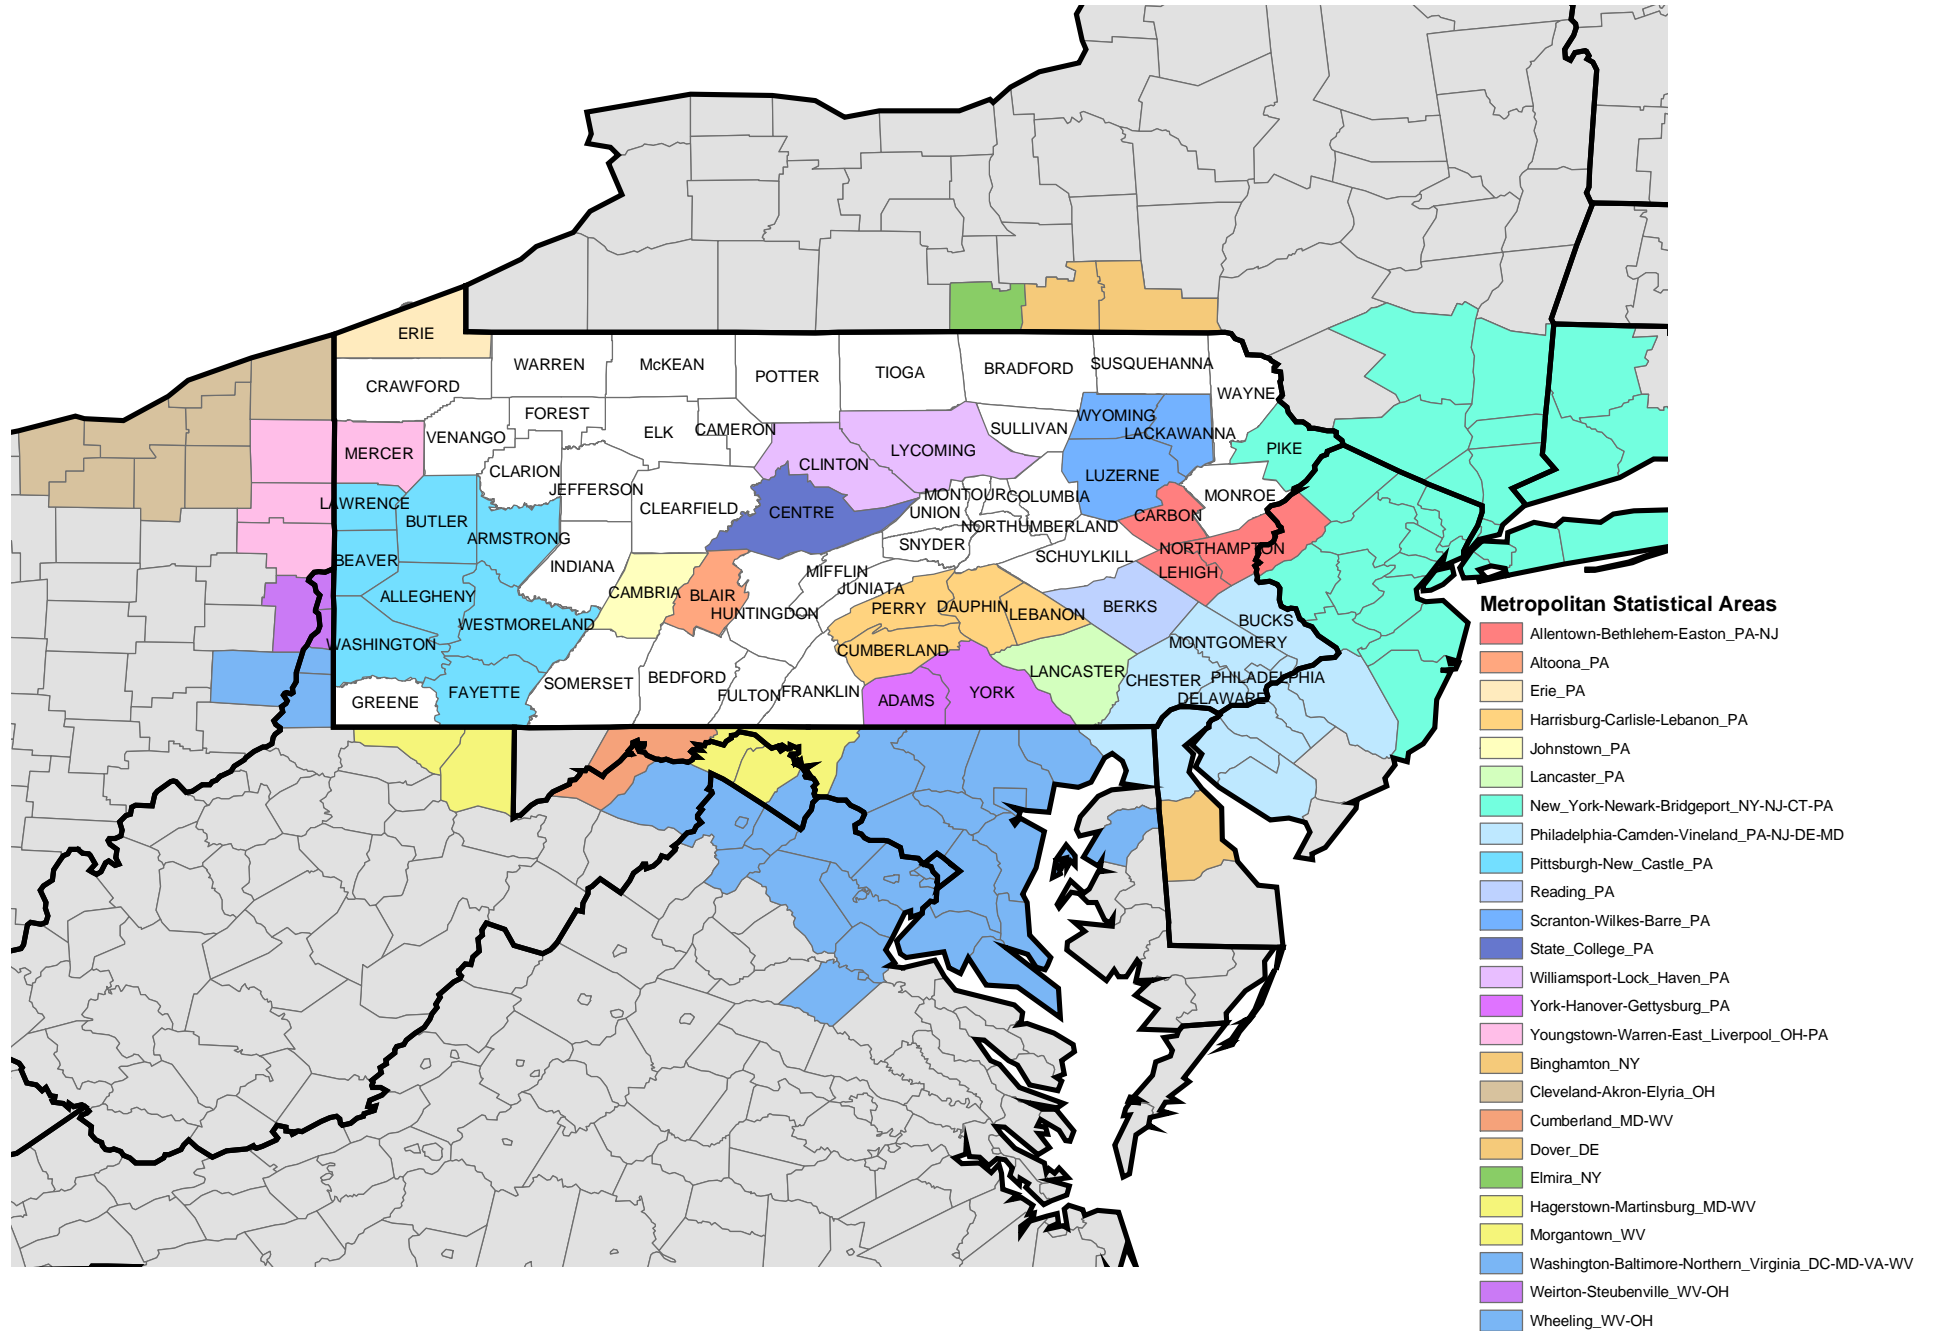 ERIE
WARREN
McKEAN
POTTER
TIOGA
BRADFORD
SUSQUEHANNA
CRAWFORD
WAYNE
FOREST
WYOMING
VENANGO
ELK
CAMERON
SULLIVAN
LACKAWANNA
MERCER
CLINTON
LYCOMING
PIKE
CLARION
LUZERNE
JEFFERSON
LAWRENCE
MONTOUR
COLUMBIA
MONROE
CLEARFIELD
CENTRE
UNION
CARBON
BUTLER
NORTHUMBERLAND
ARMSTRONG
SNYDER
NORTHAMPTON
BEAVER
SCHUYLKILL
INDIANA
MIFFLIN
LEHIGH
JUNIATA
ALLEGHENY
CAMBRIA
BLAIR
HUNTINGDON
PERRY
DAUPHIN
LEBANON
BERKS
WESTMORELAND
BUCKS
WASHINGTON
CUMBERLAND
MONTGOMERY
LANCASTER
BEDFORD
CHESTER
PHILADELPHIA
SOMERSET
FAYETTE
FULTON
FRANKLIN
YORK
DELAWARE
GREENE
ADAMS
Metropolitan Statistical Areas
Allentown-Bethlehem-Easton_PA-NJ
Altoona_PA
Erie_PA
Harrisburg-Carlisle-Lebanon_PA
Johnstown_PA
Lancaster_PA
New_York-Newark-Bridgeport_NY-NJ-CT-PA
Philadelphia-Camden-Vineland_PA-NJ-DE-MD
Pittsburgh-New_Castle_PA
Reading_PA
Scranton-Wilkes-Barre_PA
State_College_PA
Williamsport-Lock_Haven_PA
York-Hanover-Gettysburg_PA
Youngstown-Warren-East_Liverpool_OH-PA
Binghamton_NY
Cleveland-Akron-Elyria_OH
Cumberland_MD-WV
Dover_DE
Elmira_NY
Hagerstown-Martinsburg_MD-WV
Morgantown_WV
Washington-Baltimore-Northern_Virginia_DC-MD-VA-WV
Weirton-Steubenville_WV-OH
Wheeling_WV-OH